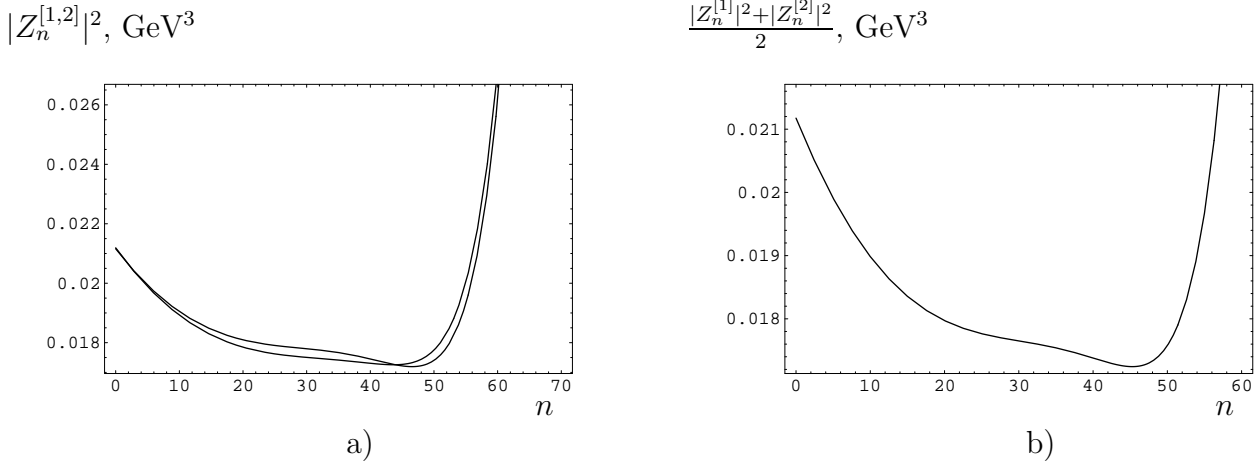 |Z_n^{[1,2]}|^2, GeV^3
0.026
0.024
0.022
0.02
0.018
0 10 20 30 40 50 60 70
n
a)
\frac{|Z_n^{[1]}|^2+|Z_n^{[2]}|^2}{2}, GeV^3
0.021
0.02
0.019
0.018
0 10 20 30 40 50 60
n
b)